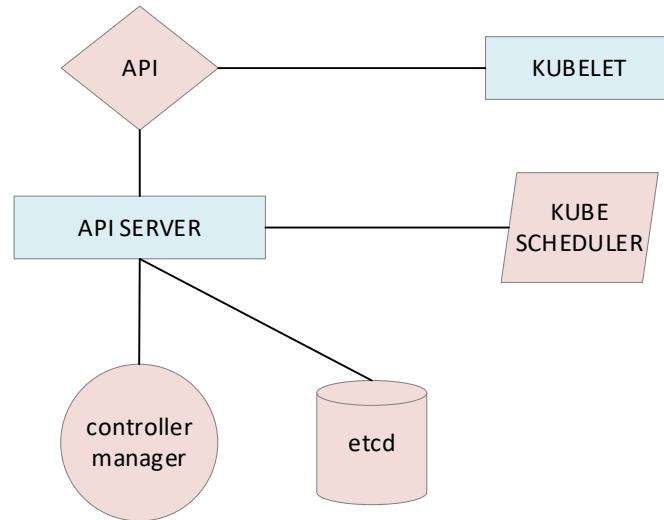 API
KUBELET
API SERVER
KUBE
SCHEDULER
controller
manager
etcd